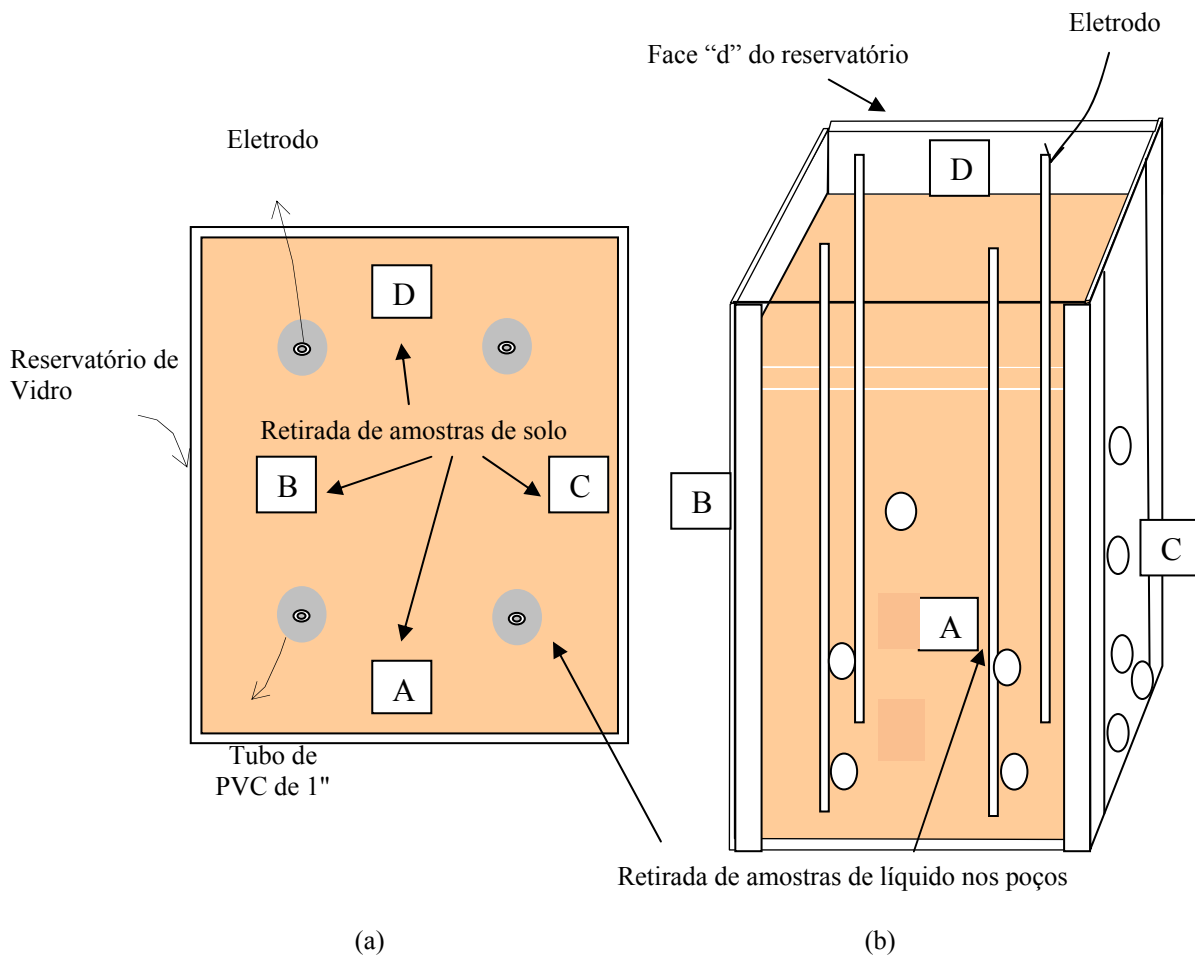 Eletrodo
Face “d” do reservatório
Eletrodo
D
D
Reservatório de
Vidro
Retirada de amostras de solo
B
C
B
C
A
A
Tubo de
PVC de 1"
Retirada de amostras de líquido nos poços
(a)
(b)